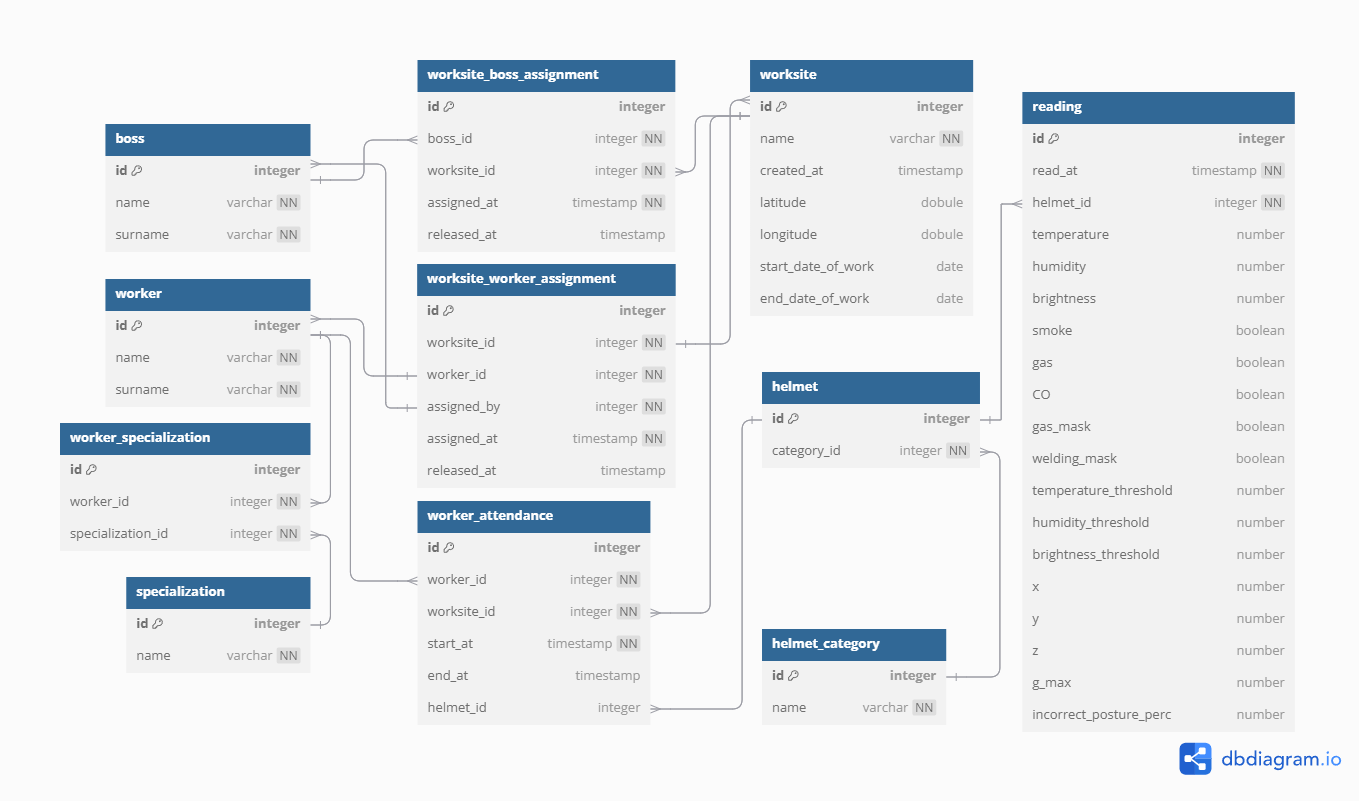 worksite_boss_assignment
id integer
boss_id integer NN
worksite_id integer NN
assigned_at timestamp NN
released_at timestamp
worksite
id integer
name varchar NN
created_at timestamp
latitude dobule
longitude dobule
start_date_of_work date
end_date_of_work date
reading
id integer
read_at timestamp NN
helmet_id integer NN
temperature number
humidity number
brightness number
smoke boolean
gas boolean
CO boolean
gas_mask boolean
welding_mask boolean
temperature_threshold number
humidity_threshold number
brightness_threshold number
x number
y number
z number
g_max number
incorrect_posture_perc number
boss
id integer
name varchar NN
surname varchar NN
worksite_worker_assignment
id integer
worksite_id integer NN
worker_id integer NN
assigned_by integer NN
assigned_at timestamp NN
released_at timestamp
worker
id integer
name varchar NN
surname varchar NN
helmet
id integer
category_id integer NN
worker_specialization
id integer
worker_id integer NN
specialization_id integer NN
worker_attendance
id integer
worker_id integer NN
worksite_id integer NN
start_at timestamp NN
end_at timestamp
helmet_id integer
specialization
id integer
name varchar NN
helmet_category
id integer
name varchar NN
dbdiagram.io